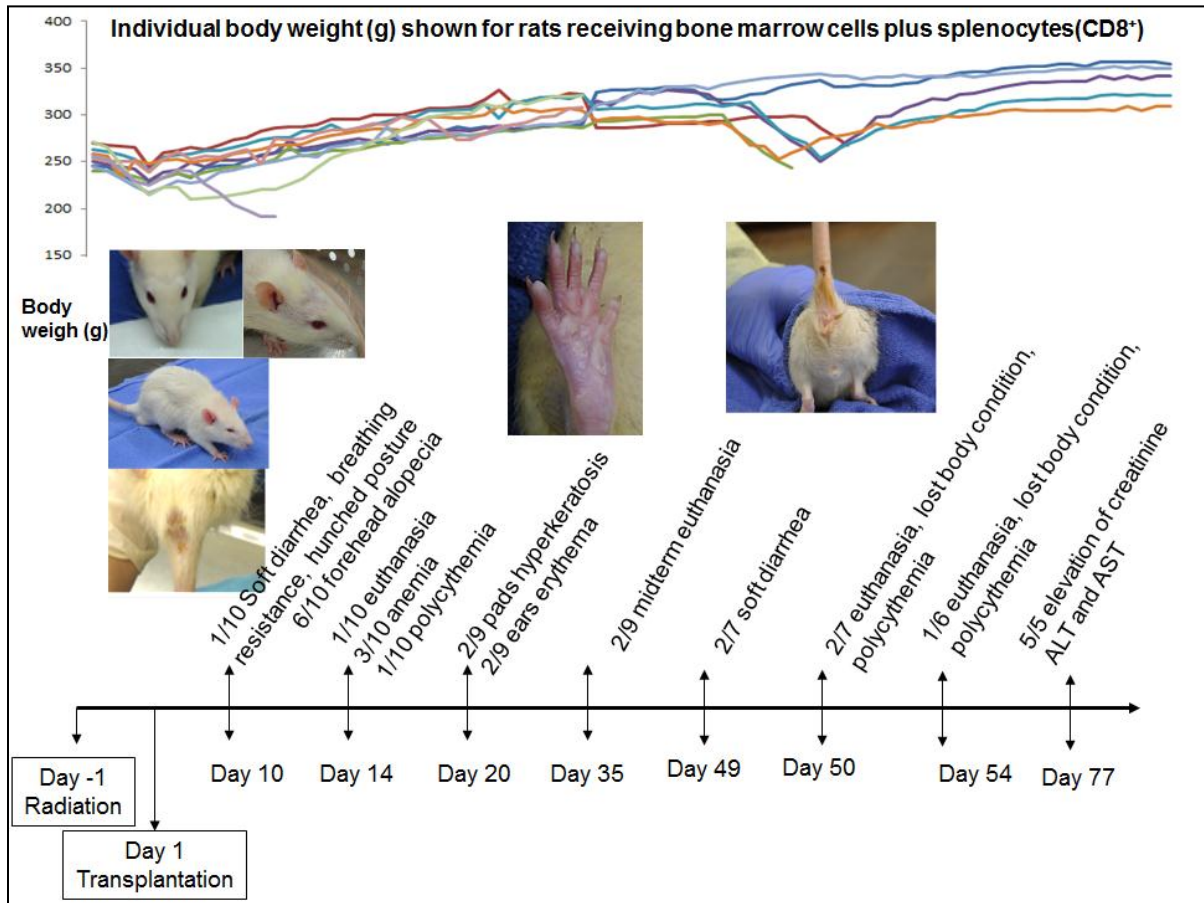 Individual body weight (g) shown for rats receiving bone marrow cells plus splenocytes(CD8⁺)
400
350
300
250
200
150
Body
weigh (g)
1/10 Soft diarrhea, breathing
resistance, hunched posture
6/10 forehead alopecia
1/10 euthanasia
3/10 anemia
1/10 polycythemia
2/9 pads hyperkeratosis
2/9 ears erythema
2/9 midterm euthanasia
2/7 soft diarrhea
2/7 euthanasia, lost body condition,
polycythemia
1/6 euthanasia, lost body condition,
polycythemia
5/5 elevation of creatinine
ALT and AST
Day -1
Radiation
Day 1
Transplantation
Day 10
Day 14
Day 20
Day 35
Day 49
Day 50
Day 54
Day 77